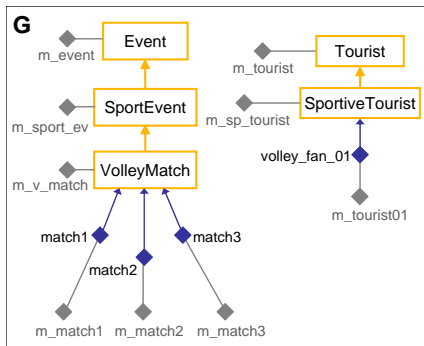 G
Event
m_event
Tourist
m_tourist
SportEvent
m_sport_ev
SportiveTourist
m_sp_tourist
VolleyMatch
m_v_match
volley_fan_01
m_tourist01
match1
match2
match3
m_match1
m_match2
m_match3